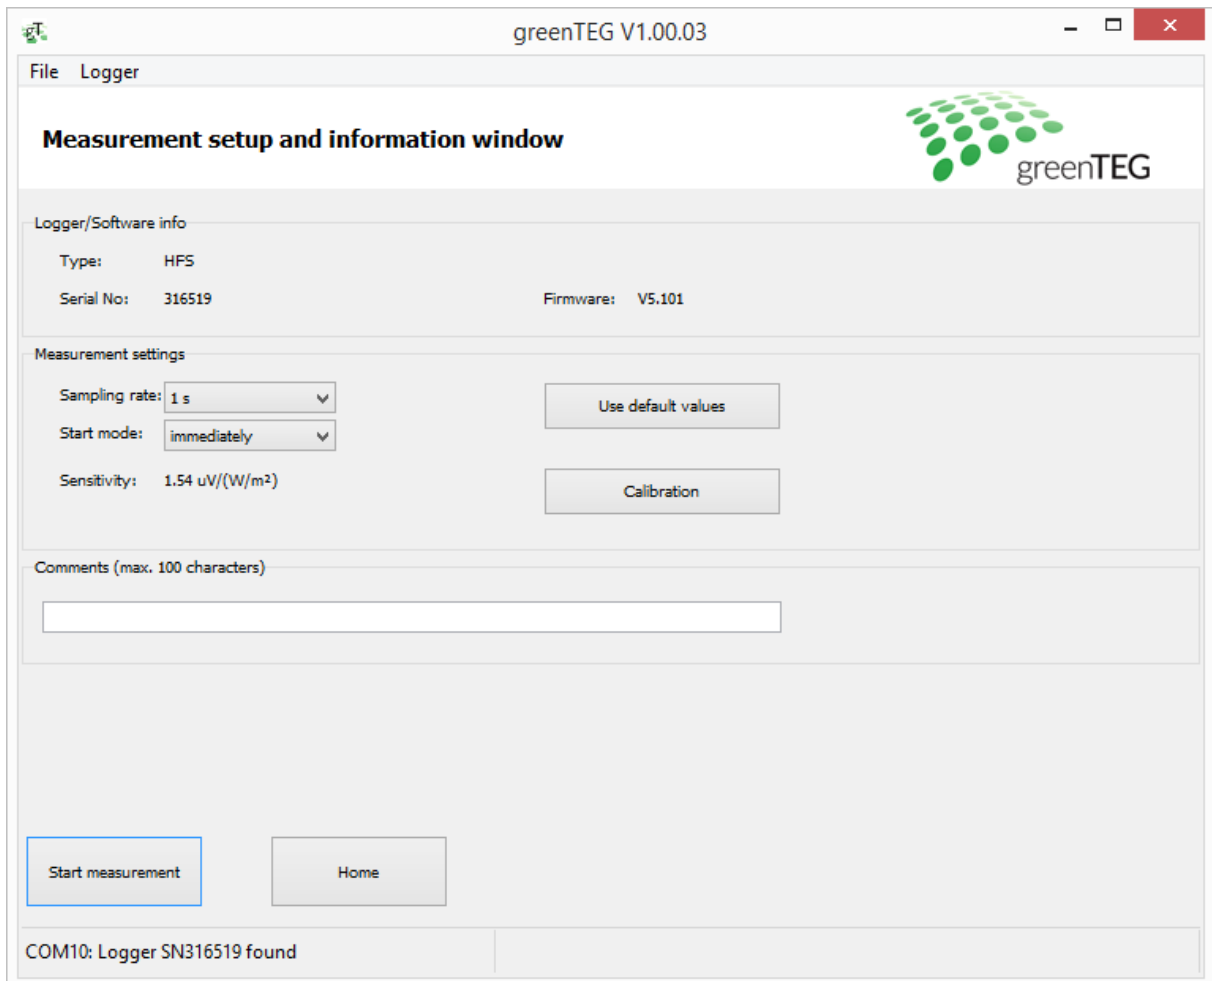 gT
greenTEG V1.00.03
File Logger
Measurement setup and information window
greenTEG
Logger/Software info
Type: HFS
Serial No: 316519 Firmware: V5.101
Measurement settings
Sampling rate: 1 s
Use default values
Start mode: immediately
Sensitivity: 1.54 uV/(W/m²)
Calibration
Comments (max. 100 characters)
Start measurement Home
COM10: Logger SN316519 found